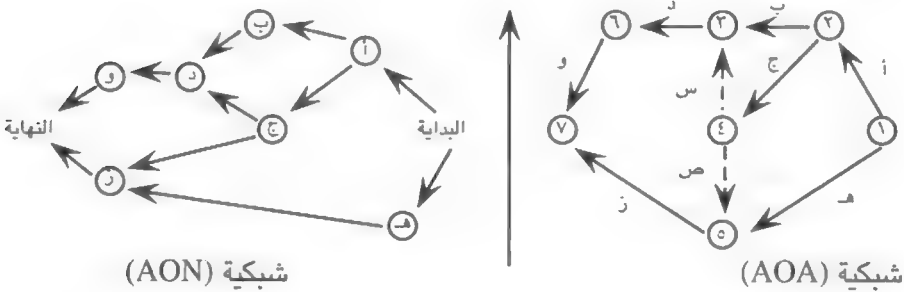 ٢
ب
٣
د
٦
أ
ج
و
س
١
٤
٧
ص
هـ
ز
٥
شبكية (AOA)
ب
أ
د
و
البداية
ج
النهاية
ز
هـ
شبكية (AON)